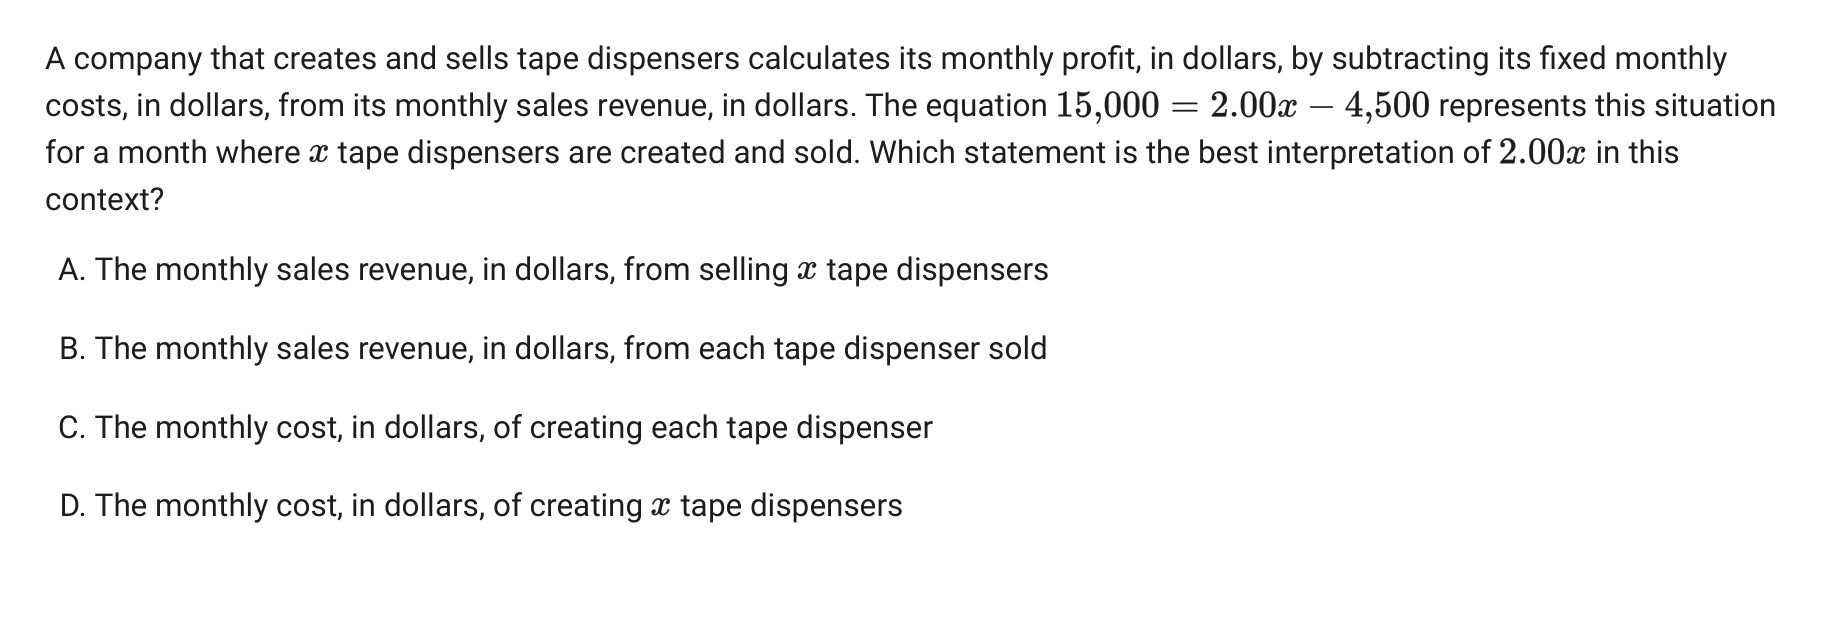 A company that creates and sells tape dispensers calculates its monthly profit, in dollars, by subtracting its fixed monthly
costs, in dollars, from its monthly sales revenue, in dollars. The equation 15,000 = 2.00x − 4,500 represents this situation
for a month where x tape dispensers are created and sold. Which statement is the best interpretation of 2.00x in this
context?
A. The monthly sales revenue, in dollars, from selling x tape dispensers
B. The monthly sales revenue, in dollars, from each tape dispenser sold
C. The monthly cost, in dollars, of creating each tape dispenser
D. The monthly cost, in dollars, of creating x tape dispensers